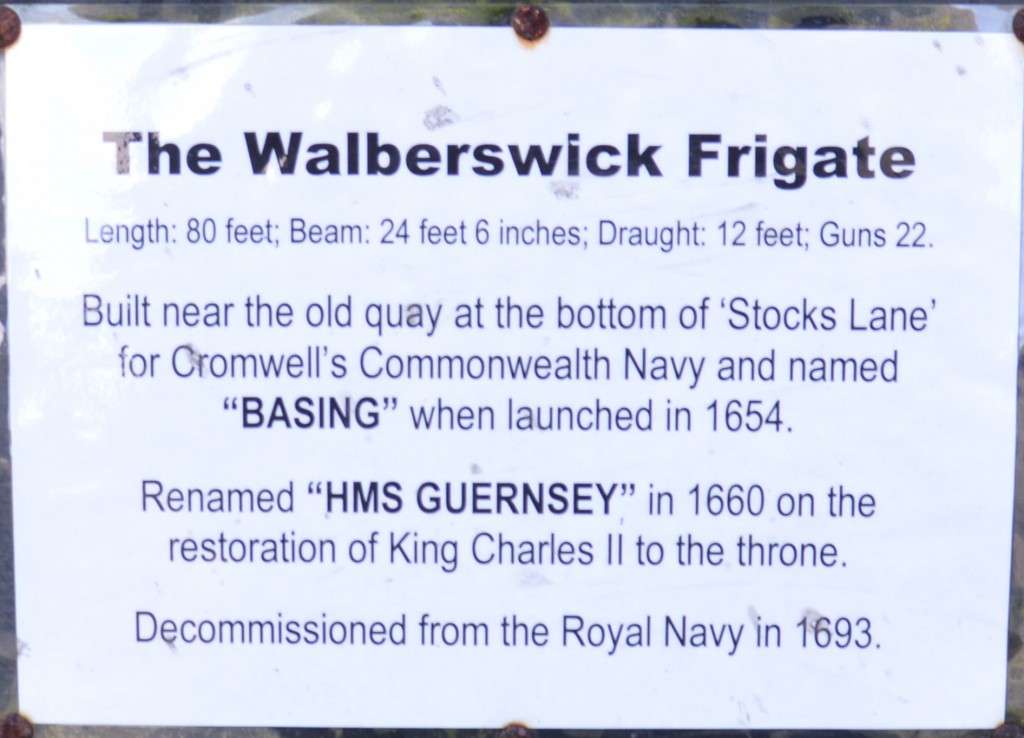 The Walberswick Frigate
Length: 80 feet; Beam: 24 feet 6 inches; Draught: 12 feet; Guns 22.
Built near the old quay at the bottom of ‘Stocks Lane’
for Cromwell’s Commonwealth Navy and named
“BASING” when launched in 1654.
Renamed “HMS GUERNSEY” in 1660 on the
restoration of King Charles II to the throne.
Decommissioned from the Royal Navy in 1693.